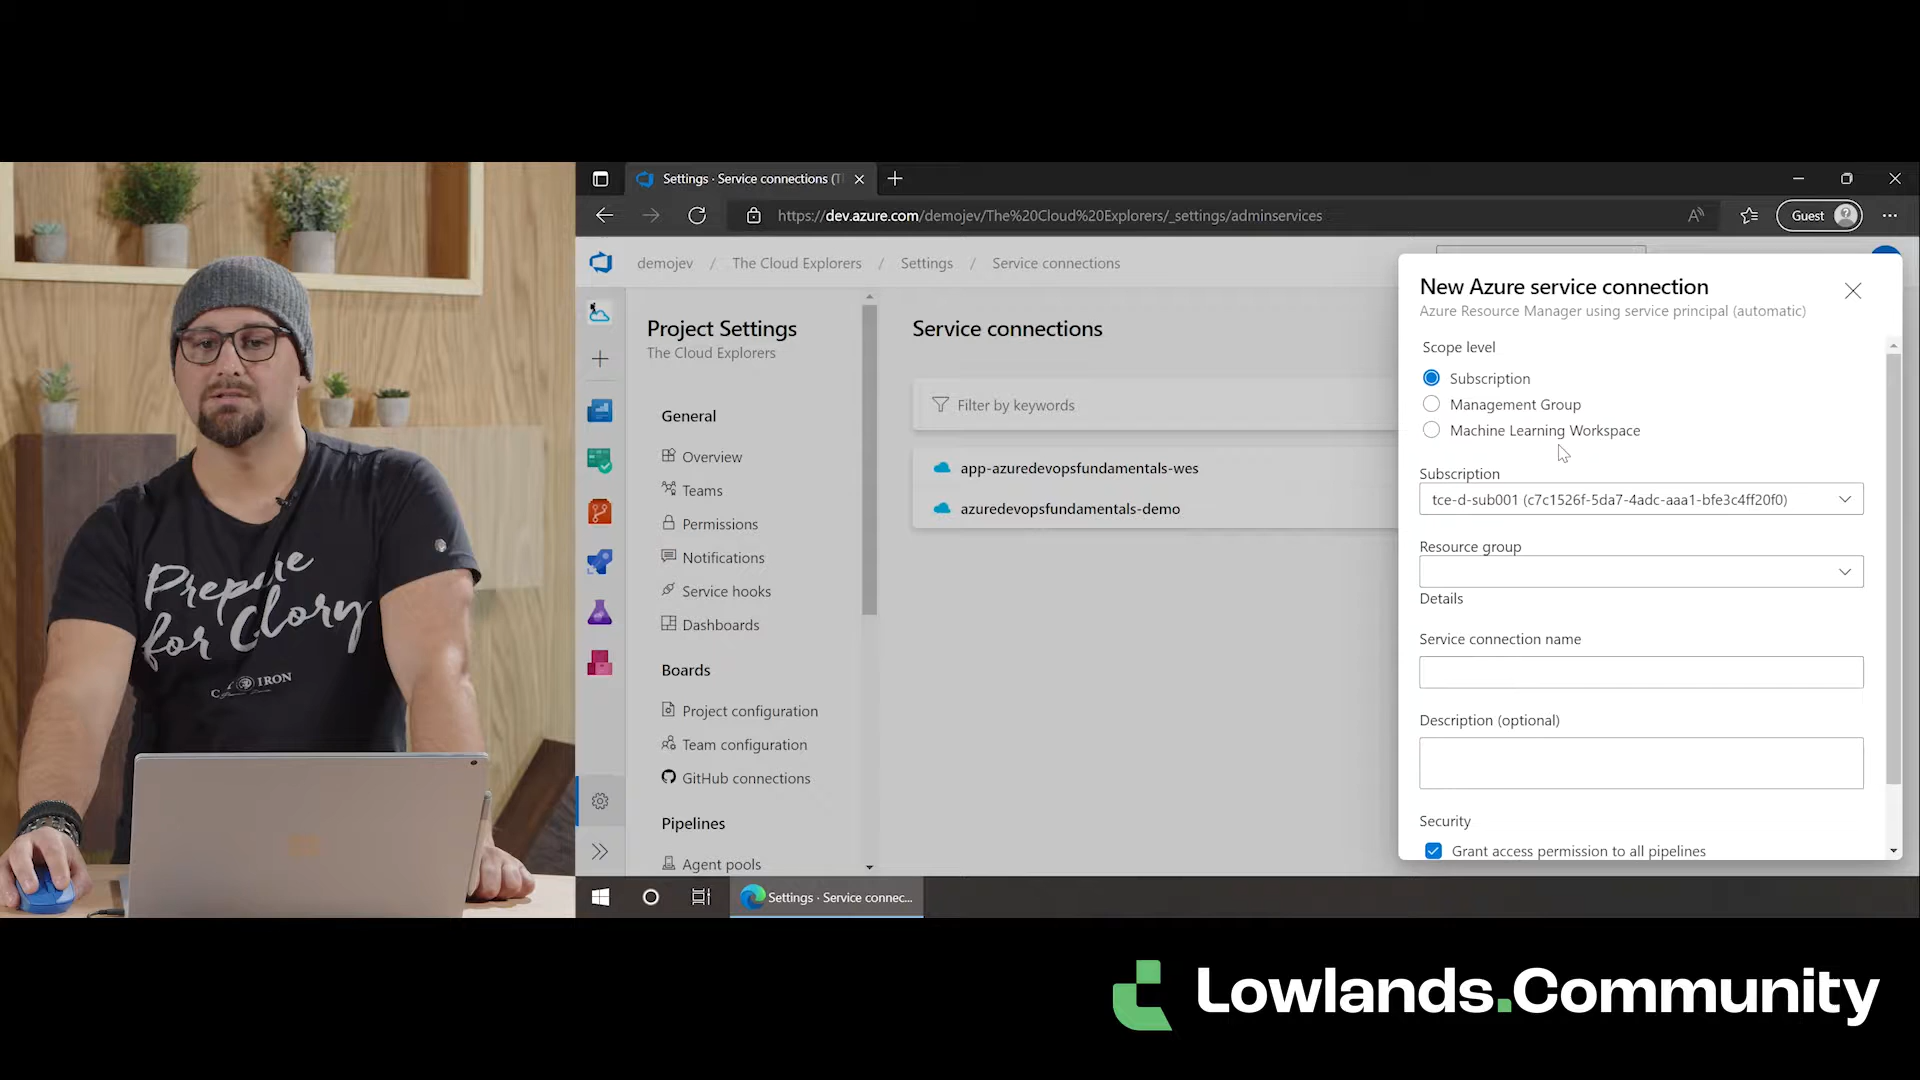 Settings · Service connections (T
https://dev.azure.com/demojev/The%20Cloud%20Explorers/_settings/adminservices
Guest
demojev / The Cloud Explorers / Settings / Service connections
Project Settings
The Cloud Explorers
General
Overview
Teams
Permissions
Notifications
Service hooks
Dashboards
Boards
Project configuration
Team configuration
GitHub connections
Pipelines
Agent pools
Service connections
Filter by keywords
app-azuredevopsfundamentals-wes
azuredevopsfundamentals-demo
New Azure service connection
Azure Resource Manager using service principal (automatic)
Scope level
Subscription
Management Group
Machine Learning Workspace
Subscription
tce-d-sub001 (c7c1526f-5da7-4adc-aaa1-bfe3c4ff20f0)
Resource group
Details
Service connection name
Description (optional)
Security
Grant access permission to all pipelines
Settings · Service connec...
Prepare
for Glory
IRON
Lowlands.Community